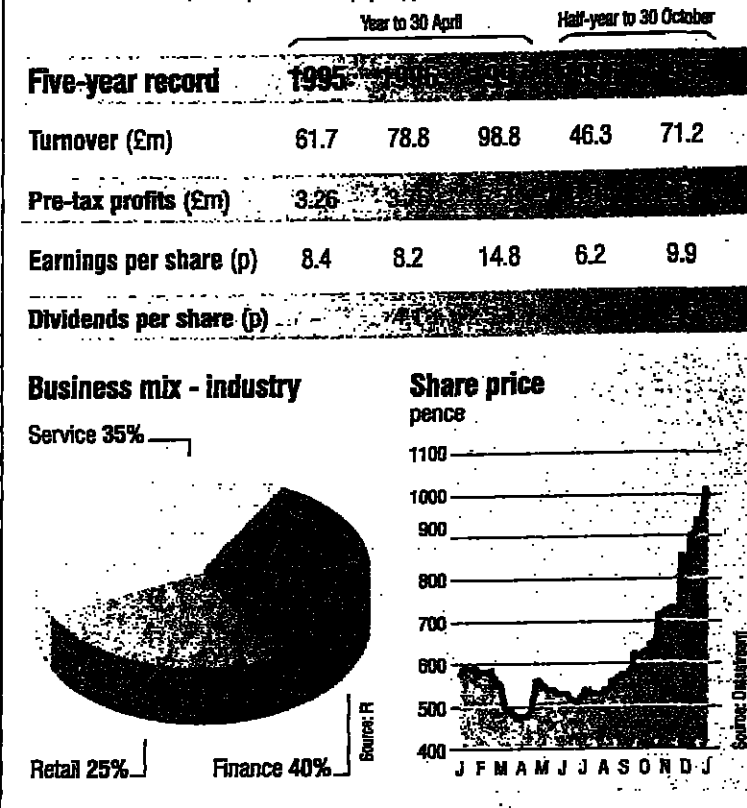 Year to 30 April Half-year to 30 October
Five-year record 1995 1996
Turnover (£m) 61.7 78.8 98.8 46.3 71.2
Pre-tax profits (£m) 3.26
Earnings per share (p) 8.4 8.2 14.8 6.2 9.9
Dividends per share (p) -
Business mix - industry
Service 35%
Retail 25%
Finance 40%
Source: R
Share price
pence
1100
1000
900
800
700
600
500
400
J F M A M J J A S O N D J
Source: Datastream